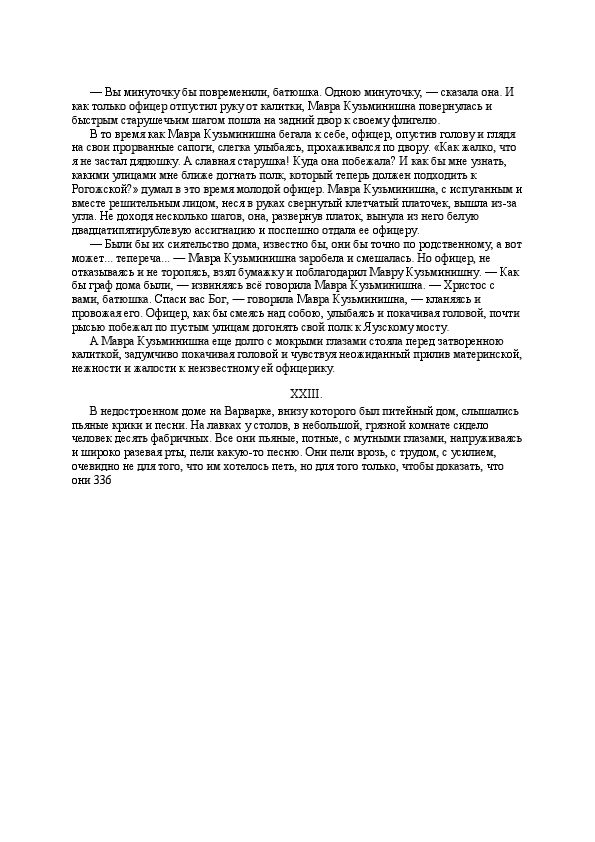 — Вы минуточку бы повременили, батюшка. Одною минуточку, — сказала она. И
как только офицер отпустил руку от калитки, Мавра Кузьминишна повернулась и
быстрым старушечьим шагом пошла на задний двор к своему флигелю.
В то время как Мавра Кузьминишна бегала к себе, офицер, опустив голову и глядя
на свои прорванные сапоги, слегка улыбаясь, прохаживался по двору. «Как жалко, что
я не застал дядюшку. А славная старушка! Куда она побежала? И как бы мне узнать,
какими улицами мне ближе догнать полк, который теперь должен подходить к
Рогожской?» думал в это время молодой офицер. Мавра Кузьминишна, с испуганным и
вместе решительным лицом, неся в руках свернутый клетчатый платочек, вышла из-за
угла. Не доходя несколько шагов, она, развернув платок, вынула из него белую
двадцатипятирублевую ассигнацию и поспешно отдала ее офицеру.
— Были бы их сиятельство дома, известно бы, они бы точно по родственному, а вот
может... тепереча... — Мавра Кузьминишна заробела и смешалась. Но офицер, не
отказываясь и не торопясь, взял бумажку и поблагодарил Мавру Кузьминишну. — Как
бы граф дома были, — извиняясь всё говорила Мавра Кузьминишна. — Христос с
вами, батюшка. Спаси вас Бог, — говорила Мавра Кузьминишна, — кланяясь и
провожая его. Офицер, как бы смеясь над собою, улыбаясь и покачивая головой, почти
рысью побежал по пустым улицам догонять свой полк к Яузскому мосту.
А Мавра Кузьминишна еще долго с мокрыми глазами стояла перед затворенною
калиткой, задумчиво покачивая головой и чувствуя неожиданный прилив материнской,
нежности и жалости к неизвестному ей офицерику.
XXIII.
В недостроенном доме на Варварке, внизу которого был питейный дом, слышались
пьяные крики и песни. На лавках у столов, в небольшой, грязной комнате сидело
человек десять фабричных. Все они пьяные, потные, с мутными глазами, напруживаясь
и широко разевая рты, пели какую-то песню. Они пели врозь, с трудом, с усилием,
очевидно не для того, что им хотелось петь, но для того только, чтобы доказать, что
они 336